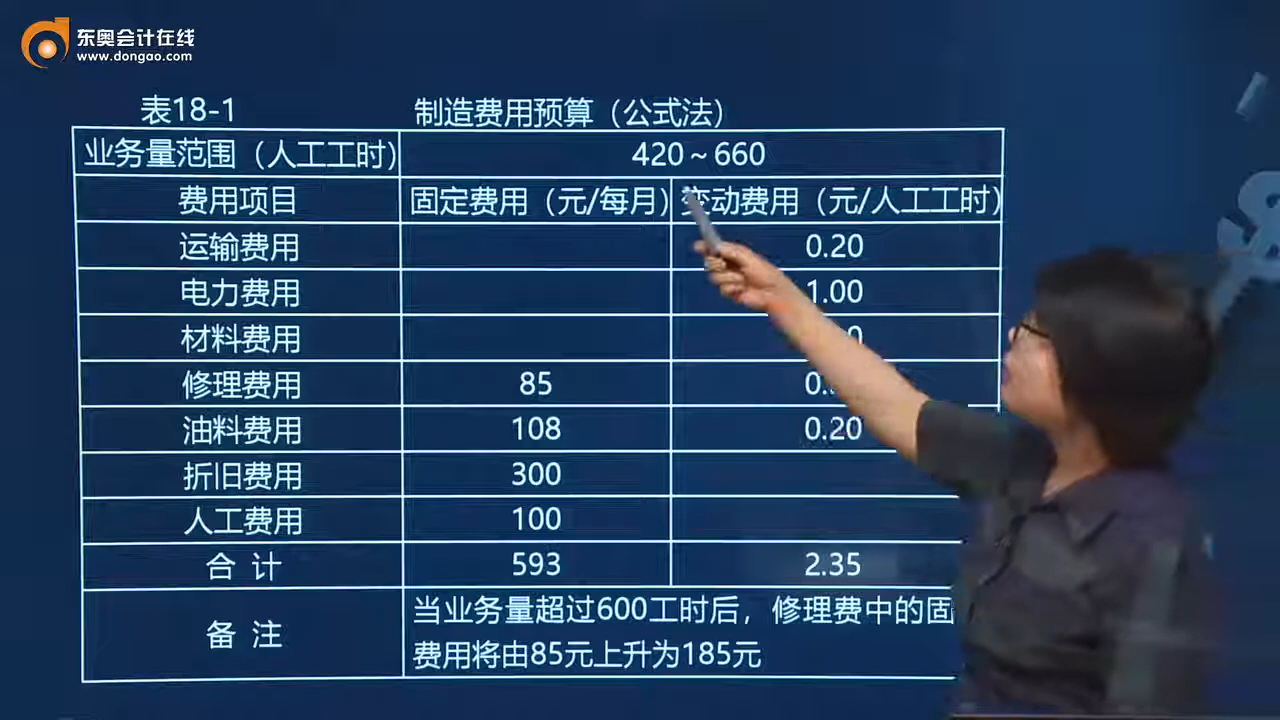 东奥会计在线
www.dongao.com
表18-1 制造费用预算（公式法）
业务量范围（人工工时） 420～660
费用项目 固定费用（元/每月） 变动费用（元/人工工时）
运输费用 0.20
电力费用 1.00
材料费用
修理费用 85
油料费用 108 0.20
折旧费用 300
人工费用 100
合 计 593 2.35
备 注 当业务量超过600工时后，修理费中的固
费用将由85元上升为185元